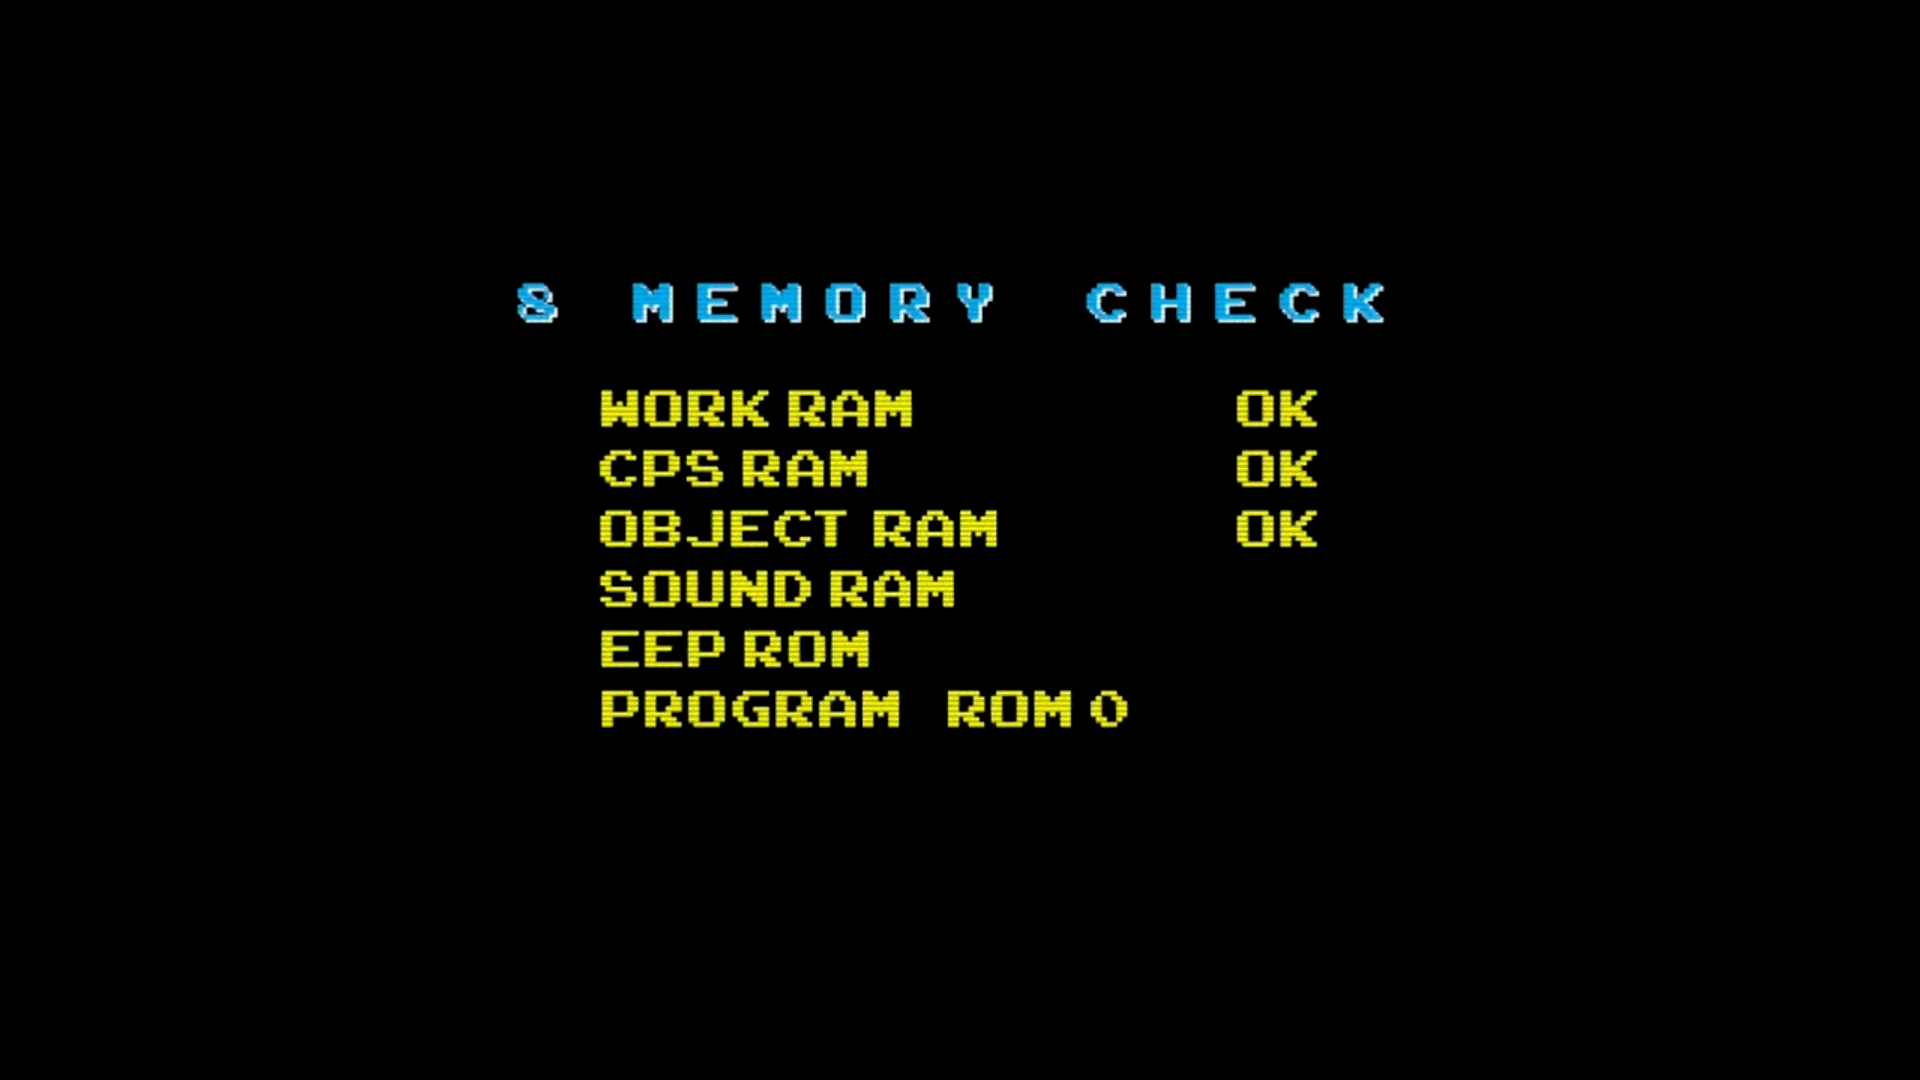 8 MEMORY CHECK
WORK RAM OK
CPS RAM OK
OBJECT RAM OK
SOUND RAM
EEP ROM
PROGRAM ROM 0